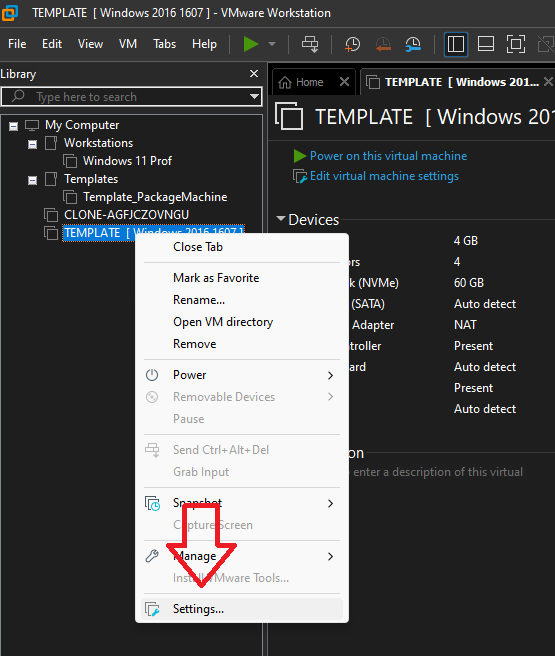 TEMPLATE [ Windows 2016 1607 ] - VMware Workstation
File Edit View VM Tabs Help
Library
Type here to search
My Computer
Workstations
Windows 11 Prof
Templates
Template_PackageMachine
CLONE-AGFJCZOVNGU
TEMPLATE [ Windows 2016 1607 ]
Close Tab
Mark as Favorite
Rename...
Open VM directory
Remove
Power
Removable Devices
Pause
Send Ctrl+Alt+Del
Grab Input
Snapshot
Capture Screen
Manage
Install VMware Tools...
Settings...
Home
TEMPLATE [ Windows 201...
TEMPLATE [ Windows 201
Power on this virtual machine
Edit virtual machine settings
Devices
4 GB
ors 4
k (NVMe) 60 GB
(SATA) Auto detect
Adapter NAT
ntroller Present
ard Auto detect
Present
Auto detect
on
enter a description of this virtual